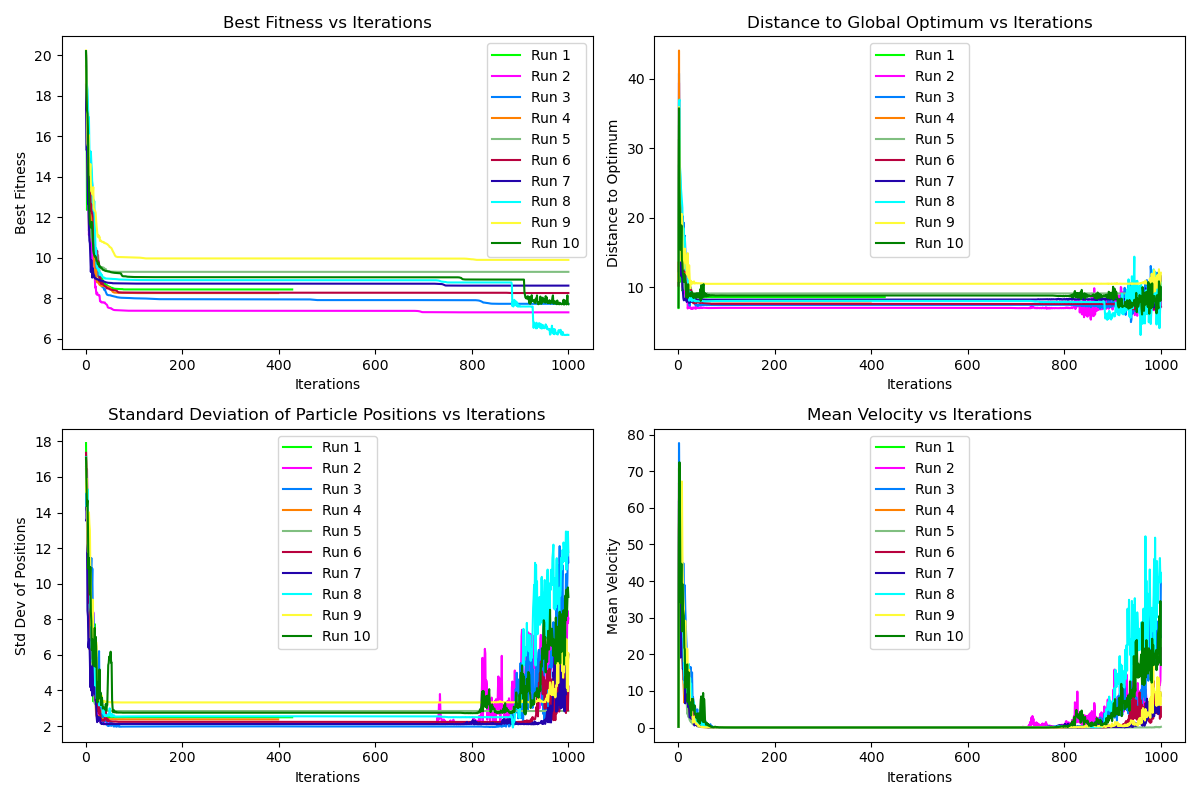 Best Fitness vs Iterations
Best Fitness
20
18
16
14
12
10
8
6
0
200
400
600
800
1000
Iterations
Run 1
Run 2
Run 3
Run 4
Run 5
Run 6
Run 7
Run 8
Run 9
Run 10
Distance to Global Optimum vs Iterations
Distance to Optimum
40
30
20
10
0
200
400
600
800
1000
Iterations
Run 1
Run 2
Run 3
Run 4
Run 5
Run 6
Run 7
Run 8
Run 9
Run 10
Standard Deviation of Particle Positions vs Iterations
Std Dev of Positions
18
16
14
12
10
8
6
4
2
0
200
400
600
800
1000
Iterations
Run 1
Run 2
Run 3
Run 4
Run 5
Run 6
Run 7
Run 8
Run 9
Run 10
Mean Velocity vs Iterations
Mean Velocity
80
70
60
50
40
30
20
10
0
0
200
400
600
800
1000
Iterations
Run 1
Run 2
Run 3
Run 4
Run 5
Run 6
Run 7
Run 8
Run 9
Run 10